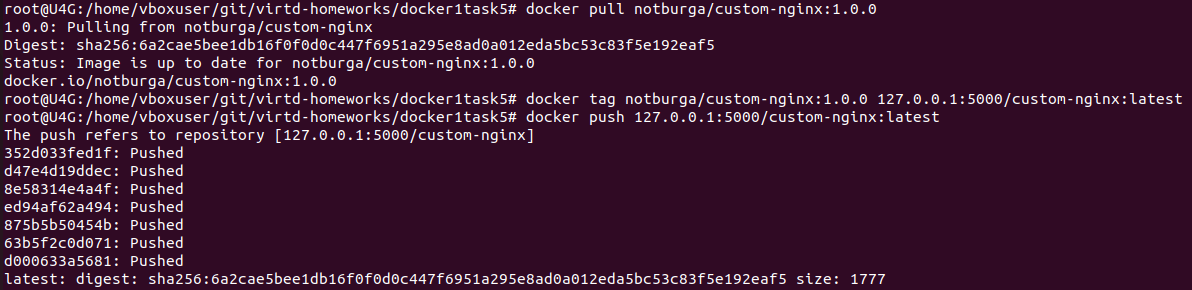 root@U4G:/home/vboxuser/git/virtd-homeworks/docker1task5# docker pull notburga/custom-nginx:1.0.0
1.0.0: Pulling from notburga/custom-nginx
Digest: sha256:6a2cae5bee1db16f0f0d0c447f6951a295e8ad0a012eda5bc53c83f5e192eaf5
Status: Image is up to date for notburga/custom-nginx:1.0.0
docker.io/notburga/custom-nginx:1.0.0
root@U4G:/home/vboxuser/git/virtd-homeworks/docker1task5# docker tag notburga/custom-nginx:1.0.0 127.0.0.1:5000/custom-nginx:latest
root@U4G:/home/vboxuser/git/virtd-homeworks/docker1task5# docker push 127.0.0.1:5000/custom-nginx:latest
The push refers to repository [127.0.0.1:5000/custom-nginx]
352d033fed1f: Pushed
d47e4d19ddec: Pushed
8e58314e4a4f: Pushed
ed94af62a494: Pushed
875b5b50454b: Pushed
63b5f2c0d071: Pushed
d000633a5681: Pushed
latest: digest: sha256:6a2cae5bee1db16f0f0d0c447f6951a295e8ad0a012eda5bc53c83f5e192eaf5 size: 1777